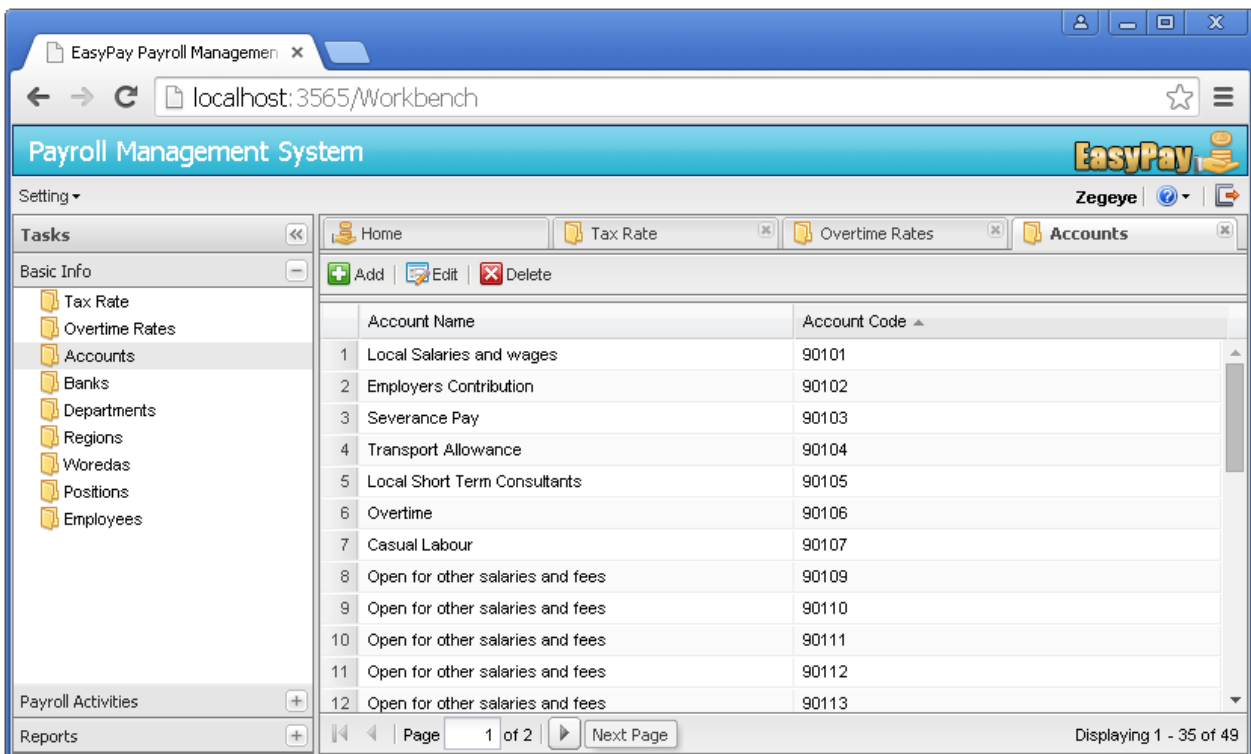 EasyPay Payroll Managemen
localhost:3565/Workbench
Payroll Management System
EasyPay
Setting
Zegeye
Tasks
Home
Tax Rate
Overtime Rates
Accounts
Basic Info
Add
Edit
Delete
Tax Rate
Overtime Rates
Accounts
Banks
Departments
Regions
Woredas
Positions
Employees
Payroll Activities
Reports
Account Name Account Code
1 Local Salaries and wages 90101
2 Employers Contribution 90102
3 Severance Pay 90103
4 Transport Allowance 90104
5 Local Short Term Consultants 90105
6 Overtime 90106
7 Casual Labour 90107
8 Open for other salaries and fees 90109
9 Open for other salaries and fees 90110
10 Open for other salaries and fees 90111
11 Open for other salaries and fees 90112
12 Open for other salaries and fees 90113
Page 1 of 2 Next Page Displaying 1 - 35 of 49